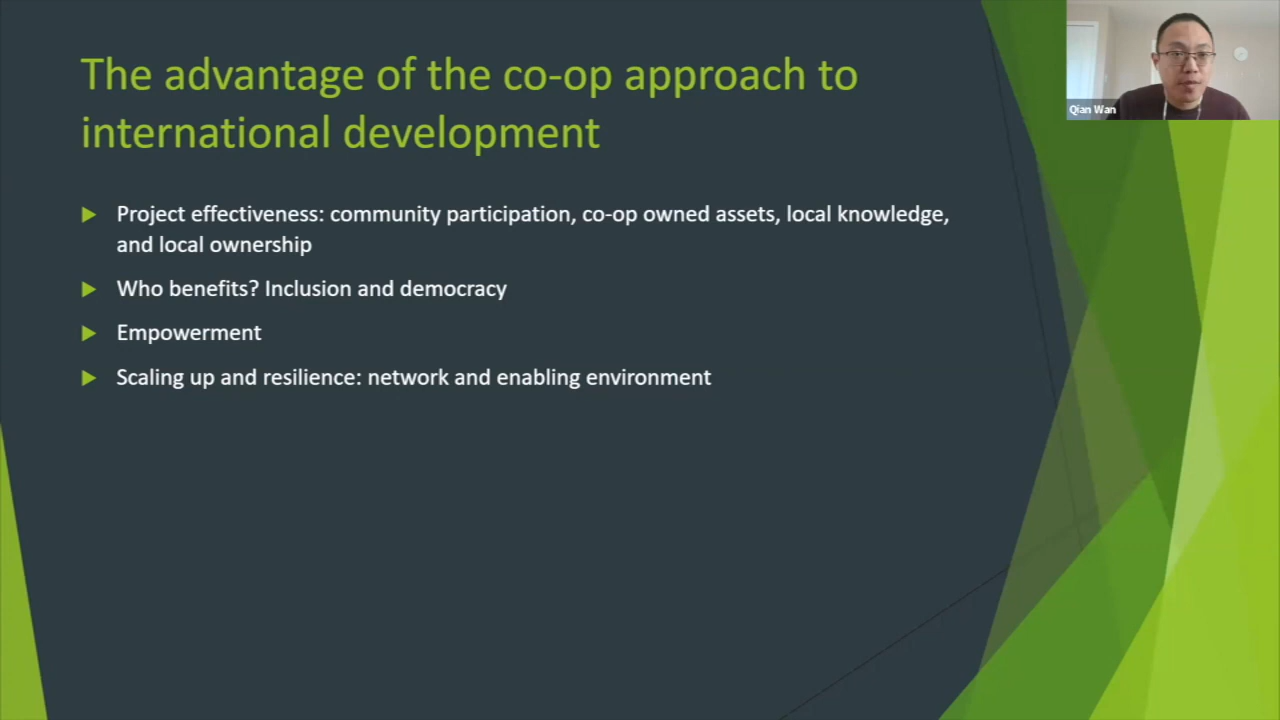 The advantage of the co-op approach to
international development
Project effectiveness: community participation, co-op owned assets, local knowledge,
and local ownership
Who benefits? Inclusion and democracy
Empowerment
Scaling up and resilience: network and enabling environment
Qian Wan